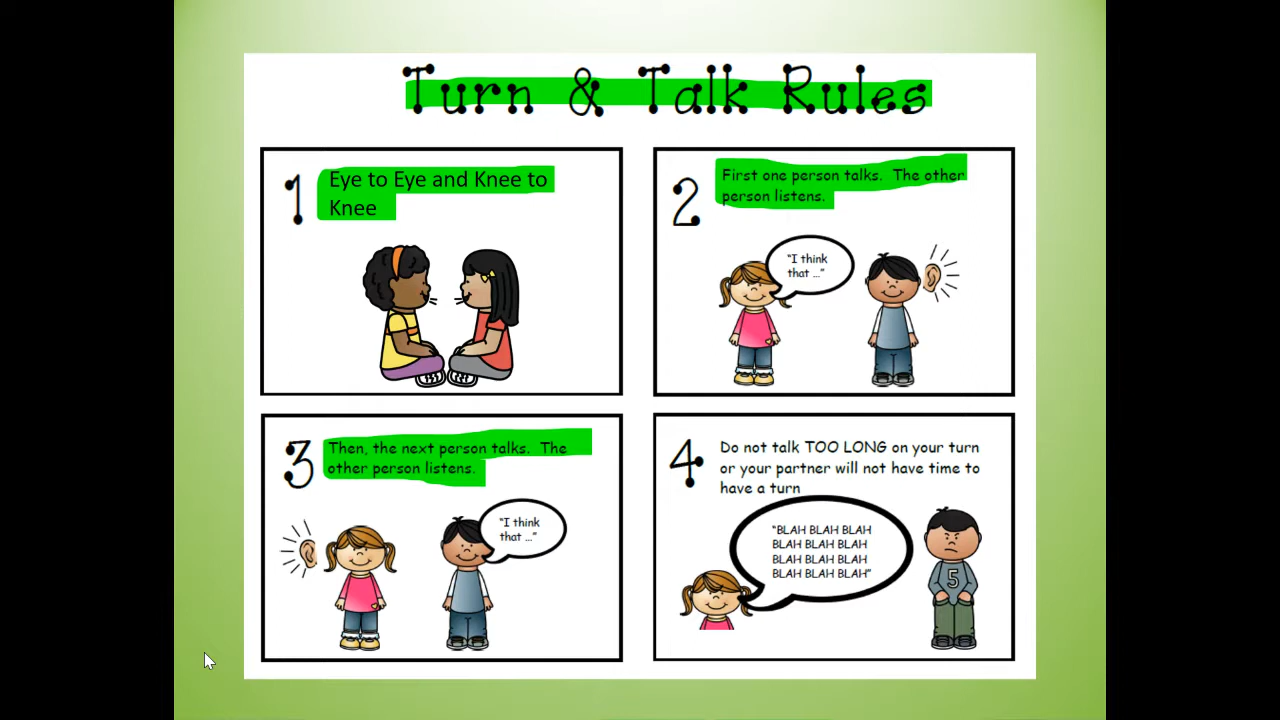 Turn & Talk Rules
1
Eye to Eye and Knee to
Knee
2
First one person talks.  The other
person listens.
"I think
that ..."
3
Then, the next person talks.  The
other person listens.
"I think
that ..."
4
Do not talk TOO LONG on your turn
or your partner will not have time to
have a turn
"BLAH BLAH BLAH
BLAH BLAH BLAH
BLAH BLAH BLAH
BLAH BLAH BLAH"
5